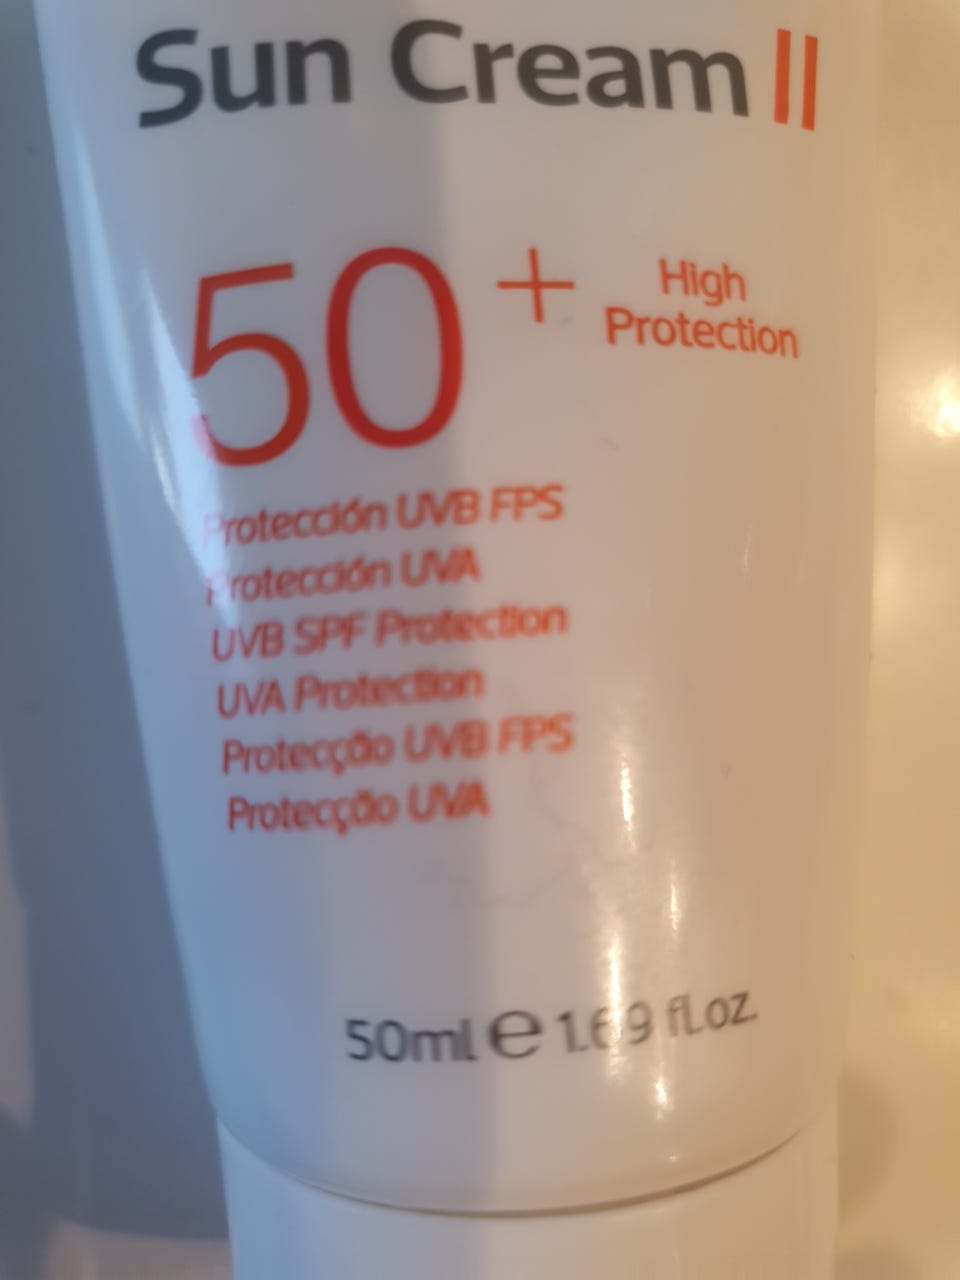 Sun Cream ||
50+
High
Protection
Protección UVB FPS
Protección UVA
UVB SPF Protection
UVA Protection
Protecção UVB FPS
Protecção UVA
50ml ℮ 1.69 fl.oz.